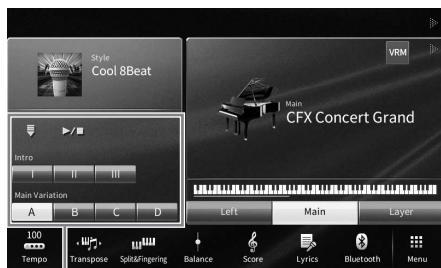 Style
Cool 8Beat
Intro
I II III
Main Variation
A B C D
VRM
Main
CFX Concert Grand
Left Main Layer
100
Tempo Transpose Split&Fingering Balance Score Lyrics Bluetooth Menu